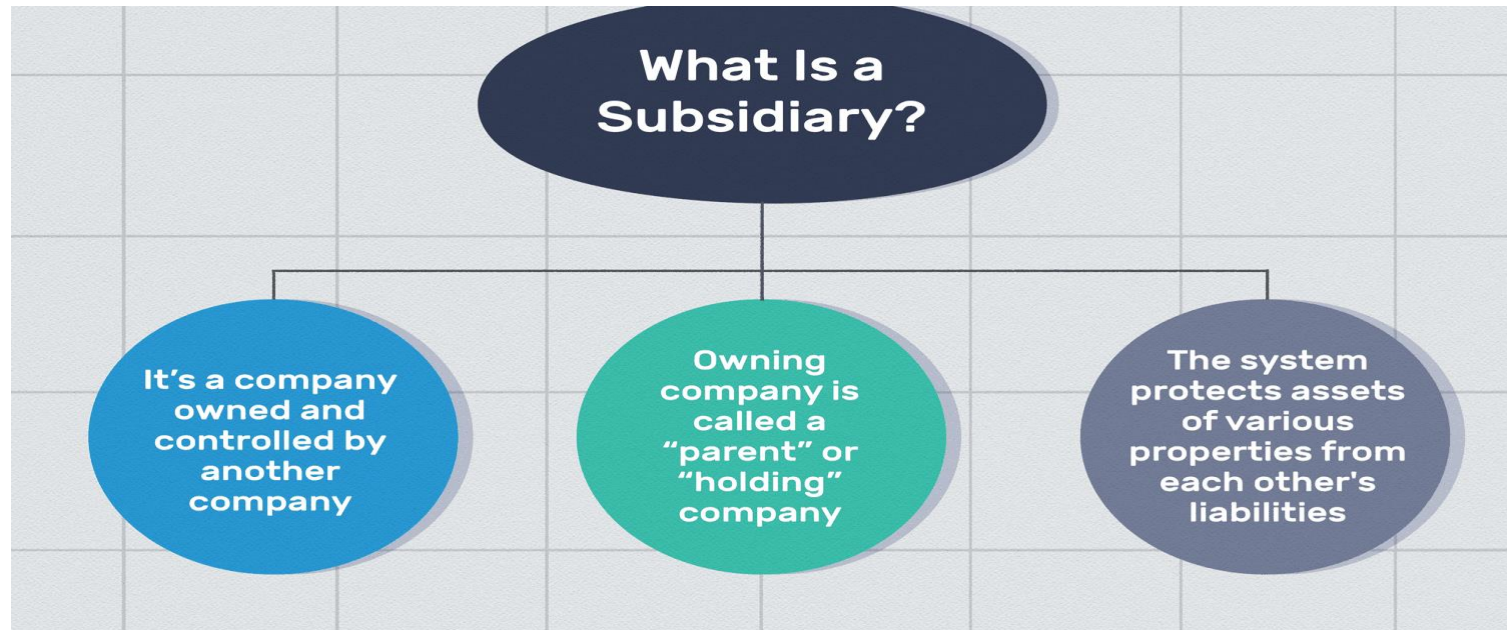 What Is a
Subsidiary?
It's a company
owned and
controlled by
another
company
Owning
company is
called a
“parent” or
“holding”
company
The system
protects assets
of various
properties from
each other's
liabilities